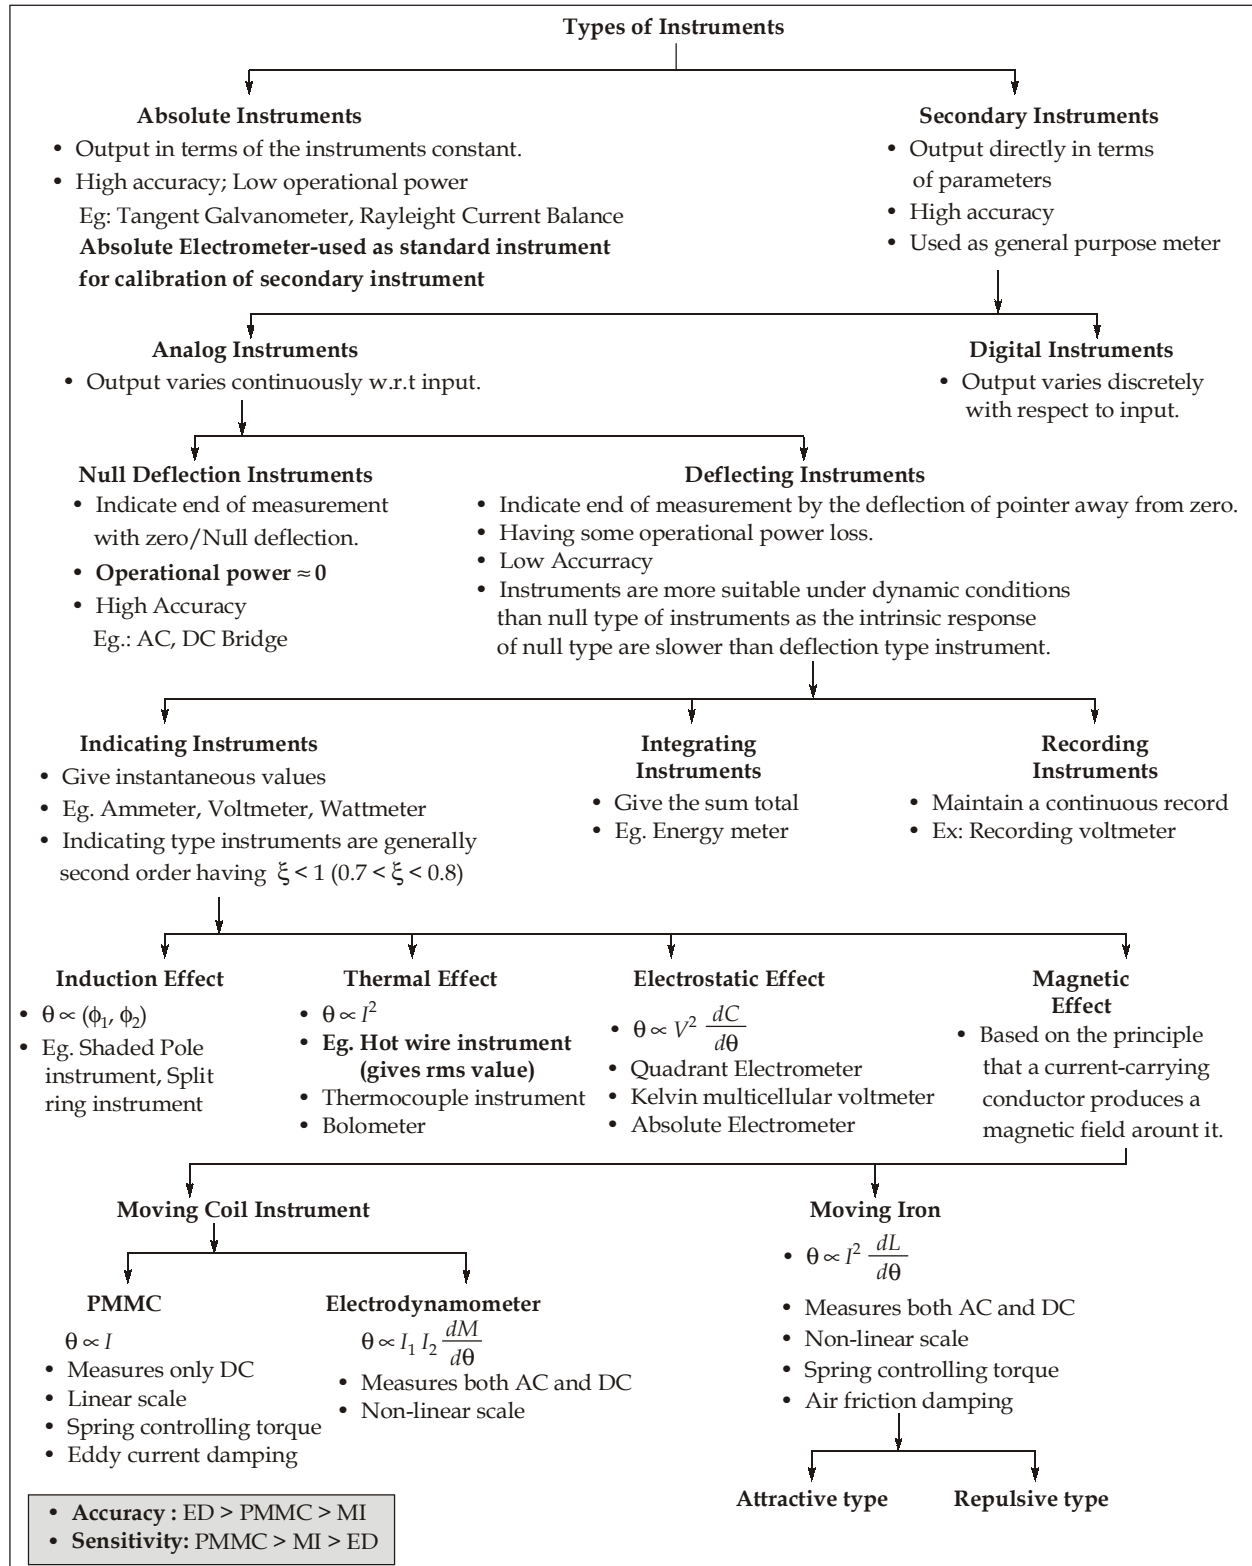 Types of Instruments
Absolute Instruments
• Output in terms of the instruments constant.
• High accuracy; Low operational power
Eg: Tangent Galvanometer, Rayleight Current Balance
Absolute Electrometer-used as standard instrument
for calibration of secondary instrument
Secondary Instruments
• Output directly in terms
of parameters
• High accuracy
• Used as general purpose meter
Analog Instruments
• Output varies continuously w.r.t input.
Digital Instruments
• Output varies discretely
with respect to input.
Null Deflection Instruments
• Indicate end of measurement
with zero/Null deflection.
• Operational power ≈ 0
• High Accuracy
Eg.: AC, DC Bridge
Deflecting Instruments
• Indicate end of measurement by the deflection of pointer away from zero.
• Having some operational power loss.
• Low Accurracy
• Instruments are more suitable under dynamic conditions
than null type of instruments as the intrinsic response
of null type are slower than deflection type instrument.
Indicating Instruments
• Give instantaneous values
• Eg. Ammeter, Voltmeter, Wattmeter
• Indicating type instruments are generally
second order having ξ < 1 (0.7 < ξ < 0.8)
Integrating
Instruments
• Give the sum total
• Eg. Energy meter
Recording
Instruments
• Maintain a continuous record
• Ex: Recording voltmeter
Induction Effect
• θ ∝ (ϕ₁, ϕ₂)
• Eg. Shaded Pole
instrument, Split
ring instrument
Thermal Effect
• θ ∝ I²
• Eg. Hot wire instrument
(gives rms value)
• Thermocouple instrument
• Bolometer
Electrostatic Effect
• θ ∝ V² dC/dθ
• Quadrant Electrometer
• Kelvin multicellular voltmeter
• Absolute Electrometer
Magnetic
Effect
• Based on the principle
that a current-carrying
conductor produces a
magnetic field arount it.
Moving Coil Instrument
PMMC
θ ∝ I
• Measures only DC
• Linear scale
• Spring controlling torque
• Eddy current damping
Electrodynamometer
θ ∝ I₁ I₂ dM/dθ
• Measures both AC and DC
• Non-linear scale
Moving Iron
• θ ∝ I² dL/dθ
• Measures both AC and DC
• Non-linear scale
• Spring controlling torque
• Air friction damping
Attractive type
Repulsive type
• Accuracy : ED > PMMC > MI
• Sensitivity: PMMC > MI > ED